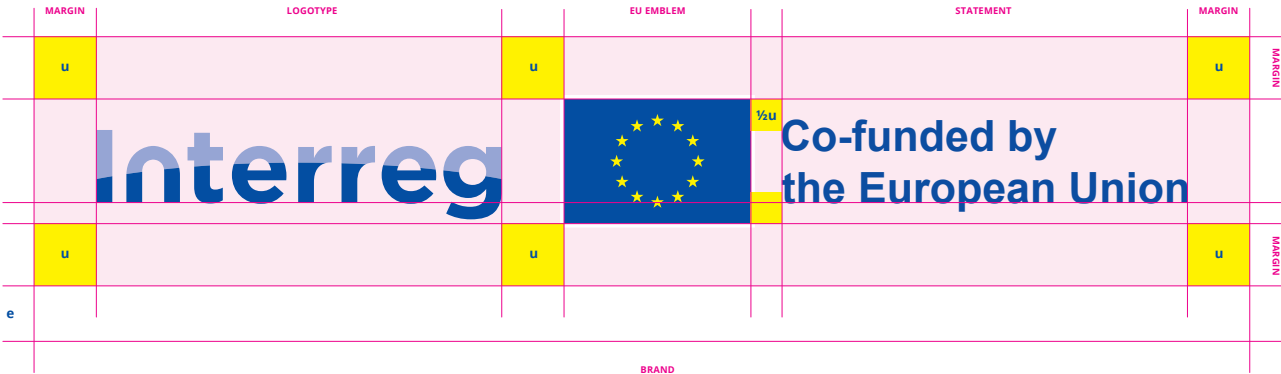 MARGIN LOGOTYPE EU EMBLEM STATEMENT MARGIN
u u u MARGIN
½u
Interreg Co-funded by
the European Union
u u u MARGIN
e
BRAND